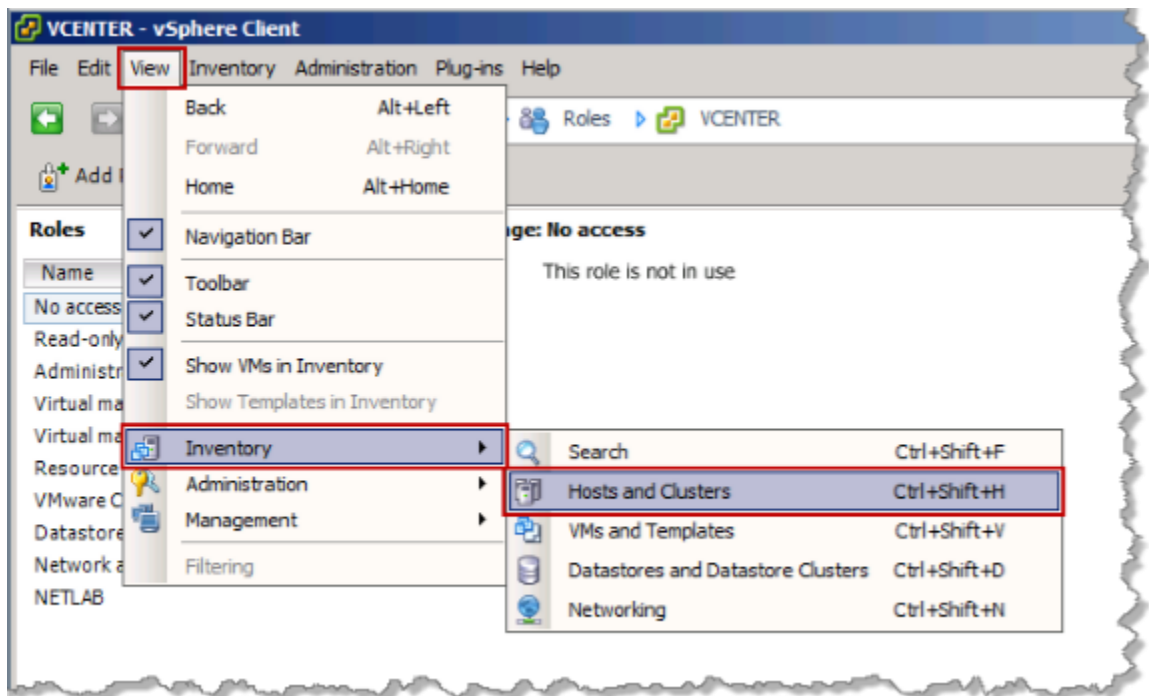 VCENTER - vSphere Client
File Edit View Inventory Administration Plug-ins Help
Back Alt+Left
Roles VCENTER
Forward Alt+Right
Add
Home Alt+Home
Roles
Navigation Bar
No access
Name
Toolbar
This role is not in use
No access
Status Bar
Read-only
Show VMs in Inventory
Show Templates in Inventory
Virtual
Virtual
Inventory
Search Ctrl+Shift+F
Resource
Administration
Hosts and Clusters Ctrl+Shift+H
VMware
Management
VMs and Templates Ctrl+Shift+V
Datastore
Network
Filtering
Datastores and Datastore Clusters Ctrl+Shift+D
NETLAB
Networking Ctrl+Shift+N